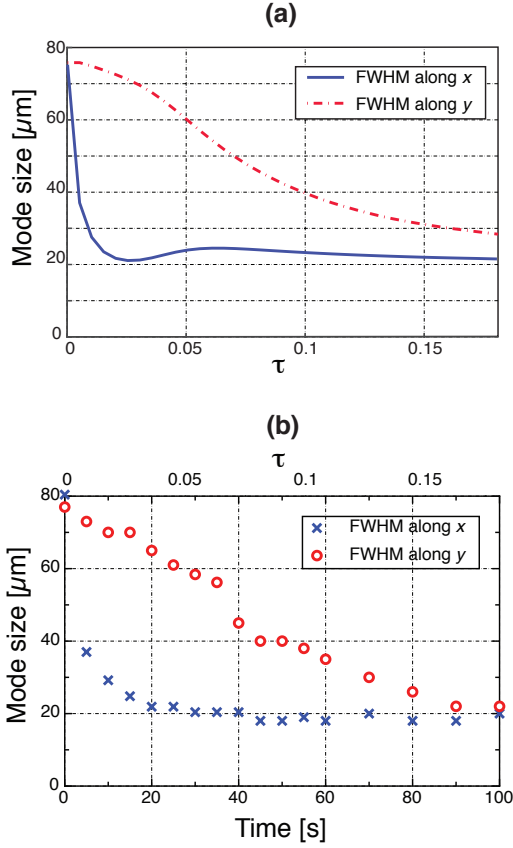 (a)
80
60
40
20
0
Mode size [µm]
FWHM along x
FWHM along y
0 0.05 0.1 0.15
τ
(b)
τ
0 0.05 0.1 0.15
80
60
40
20
0
Mode size [µm]
FWHM along x
FWHM along y
0 20 40 60 80 100
Time [s]